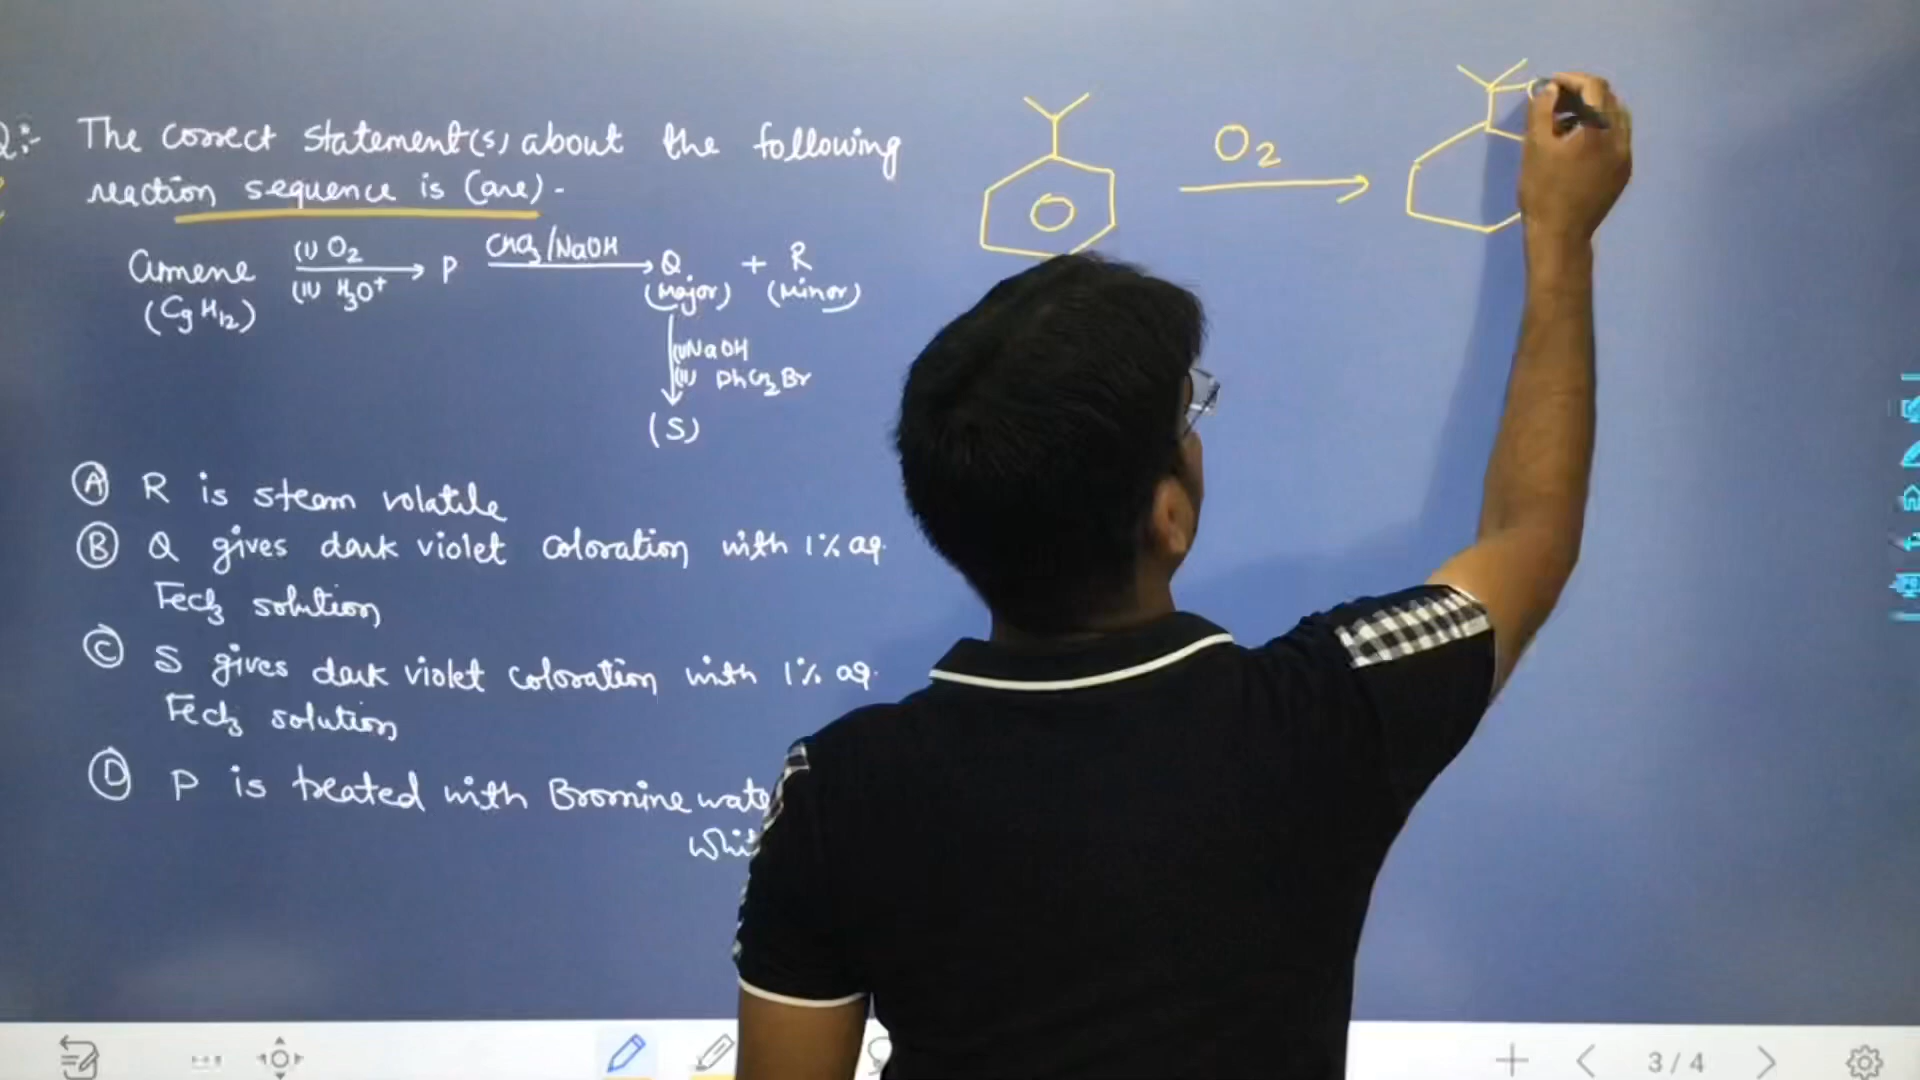 Q:- The correct statement(s) about the following
reaction sequence is (are) -
Cumene (i) O2 P CHCl3/NaOH Q + R
(C9H12) (ii) H3O+ (Major) (Minor)
(i) NaOH
(ii) PhCH2Br
(S)
(A) R is steam volatile
(B) Q gives dark violet coloration with 1% aq.
FeCl3 solution
(C) S gives dark violet coloration with 1% aq.
FeCl3 solution
(D) P is treated with Bromine
O2
3 / 4